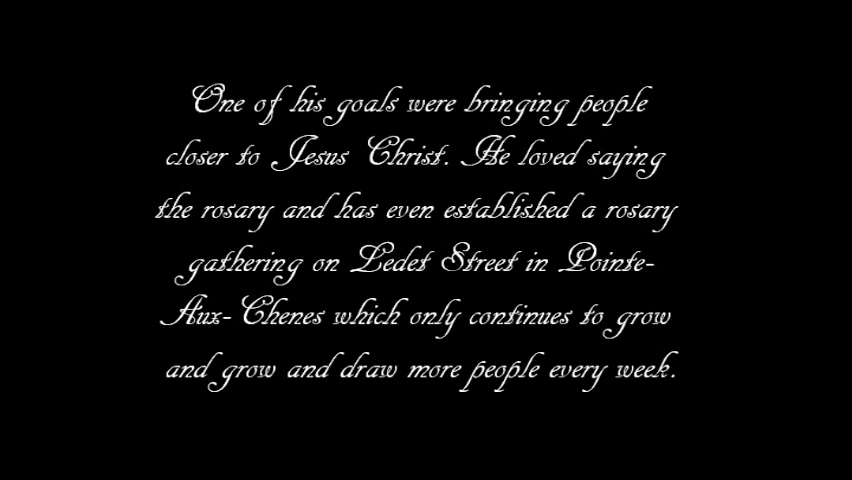 One of his goals were bringing people
closer to Jesus Christ. He loved saying
the rosary and has even established a rosary
gathering on Ledet Street in Pointe-
Aux-Chenes which only continues to grow
and grow and draw more people every week.